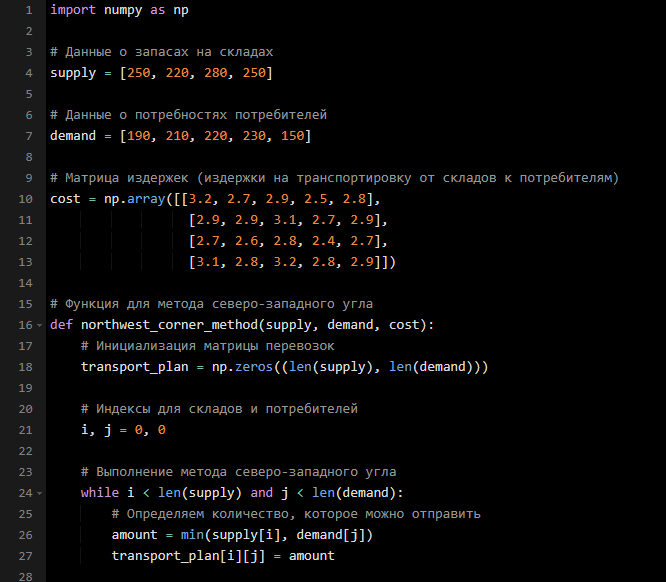 1 import numpy as np
2
3 # Данные о запасах на складах
4 supply = [250, 220, 280, 250]
5
6 # Данные о потребностях потребителей
7 demand = [190, 210, 220, 230, 150]
8
9 # Матрица издержек (издержки на транспортировку от складов к потребителям)
10 cost = np.array([[3.2, 2.7, 2.9, 2.5, 2.8],
11                  [2.9, 2.9, 3.1, 2.7, 2.9],
12                  [2.7, 2.6, 2.8, 2.4, 2.7],
13                  [3.1, 2.8, 3.2, 2.8, 2.9]])
14
15 # Функция для метода северо-западного угла
16 def northwest_corner_method(supply, demand, cost):
17     # Инициализация матрицы перевозок
18     transport_plan = np.zeros((len(supply), len(demand)))
19
20     # Индексы для складов и потребителей
21     i, j = 0, 0
22
23     # Выполнение метода северо-западного угла
24     while i < len(supply) and j < len(demand):
25         # Определяем количество, которое можно отправить
26         amount = min(supply[i], demand[j])
27         transport_plan[i][j] = amount
28